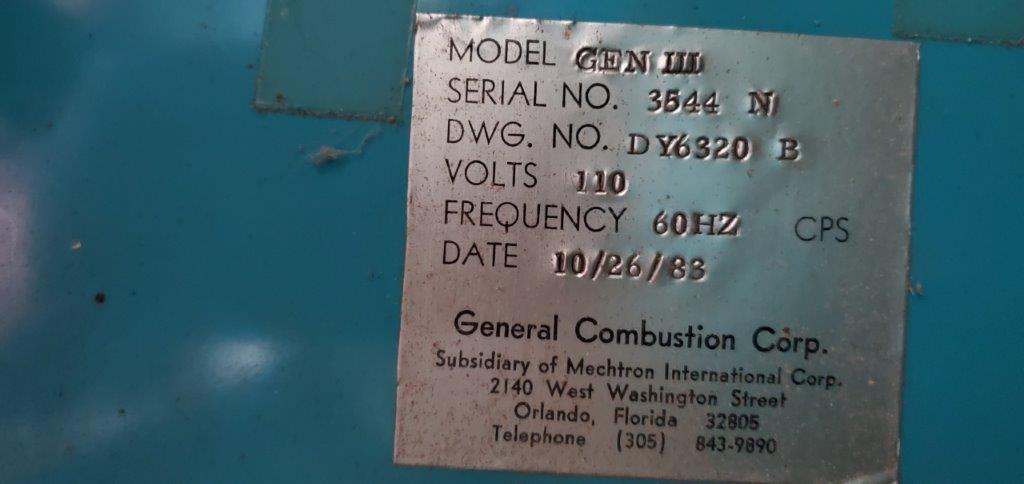 MODEL GEN III
SERIAL NO. 3544 N
DWG. NO. DY6320 B
VOLTS 110
FREQUENCY 60HZ CPS
DATE 10/26/83
General Combustion Corp.
Subsidiary of Mechtron International Corp.
2140 West Washington Street
Orlando, Florida 32805
Telephone (305) 843-9890